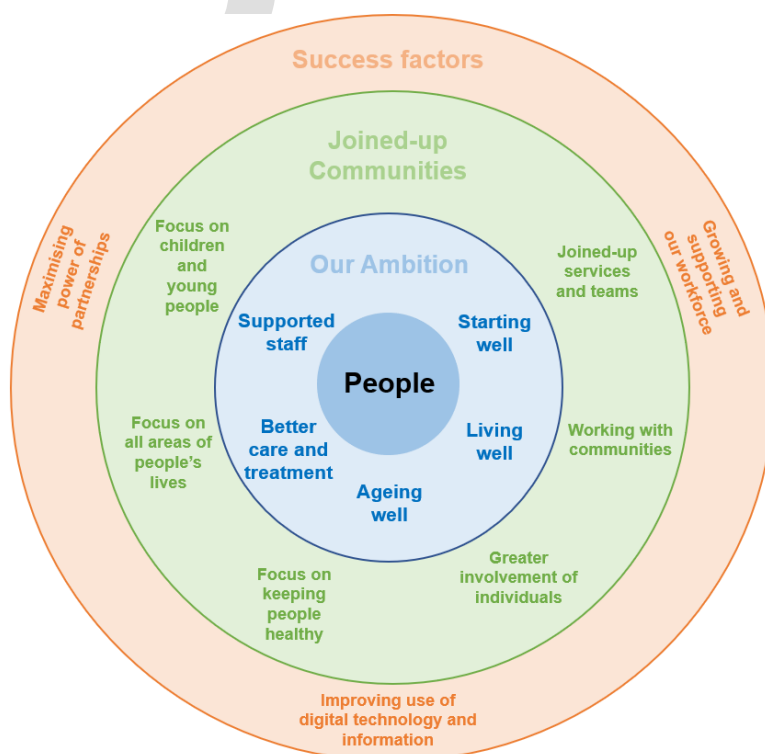 Success factors
Joined-up
Communities
Focus on
children
and
young
people
Joined-up
services
and teams
Maximising
power of
partnerships
Growing and
supporting
our workforce
Our Ambition
Supported
staff
Starting
well
People
Better
care and
treatment
Living
well
Ageing
well
Focus on
all areas of
people's
lives
Working with
communities
Focus on
keeping
people
healthy
Greater
involvement of
individuals
Improving use of
digital technology and
information